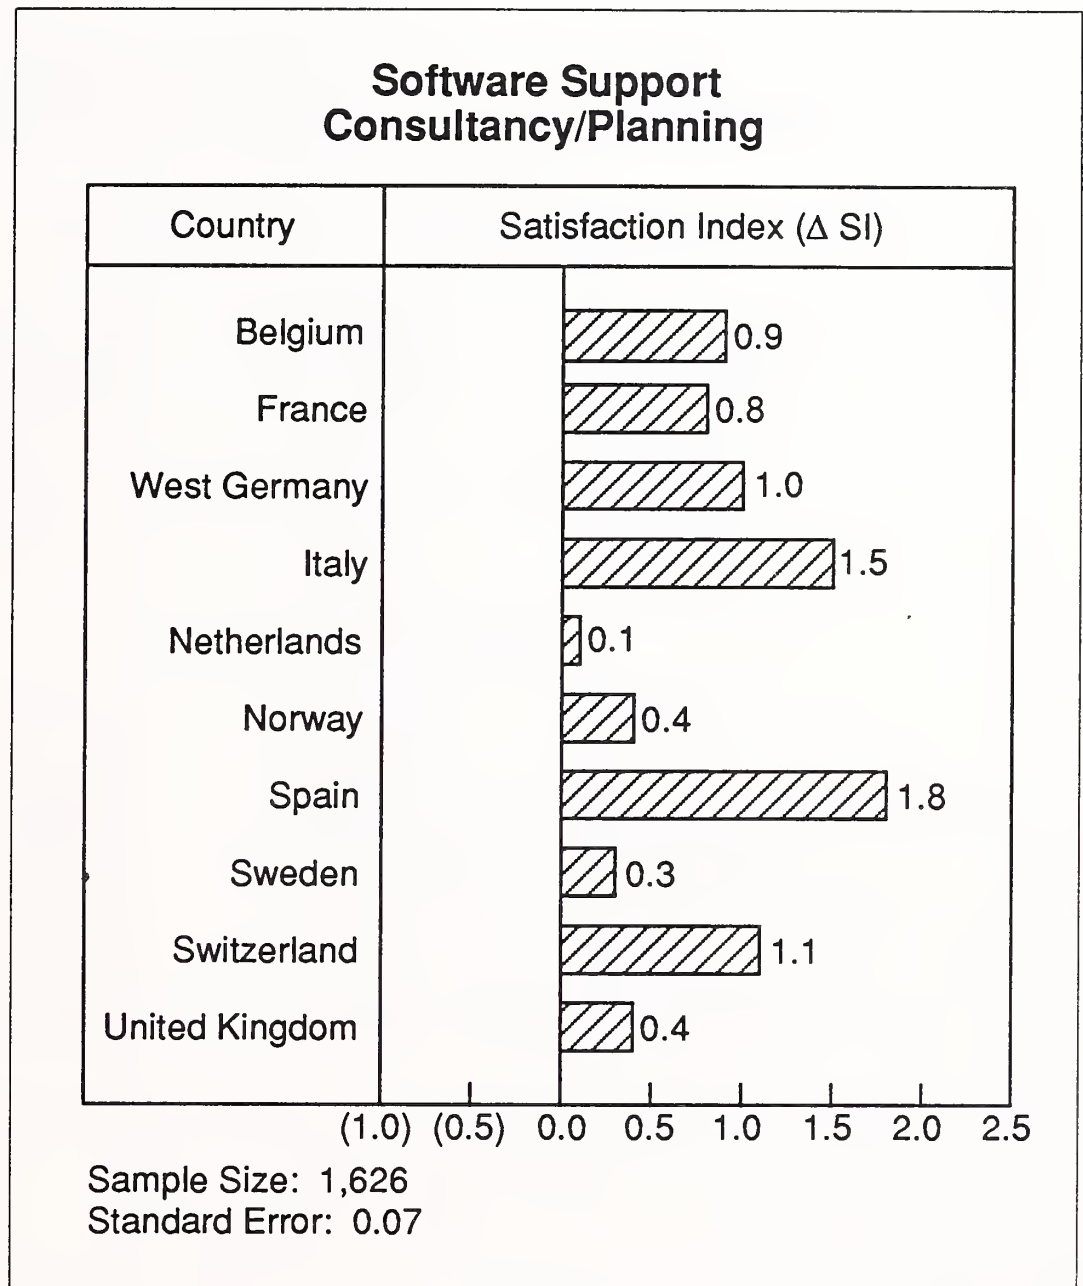 Software Support
Consultancy/Planning
Country Satisfaction Index (Δ SI)
Belgium 0.9
France 0.8
West Germany 1.0
Italy 1.5
Netherlands 0.1
Norway 0.4
Spain 1.8
Sweden 0.3
Switzerland 1.1
United Kingdom 0.4
(1.0) (0.5) 0.0 0.5 1.0 1.5 2.0 2.5
Sample Size: 1,626
Standard Error: 0.07